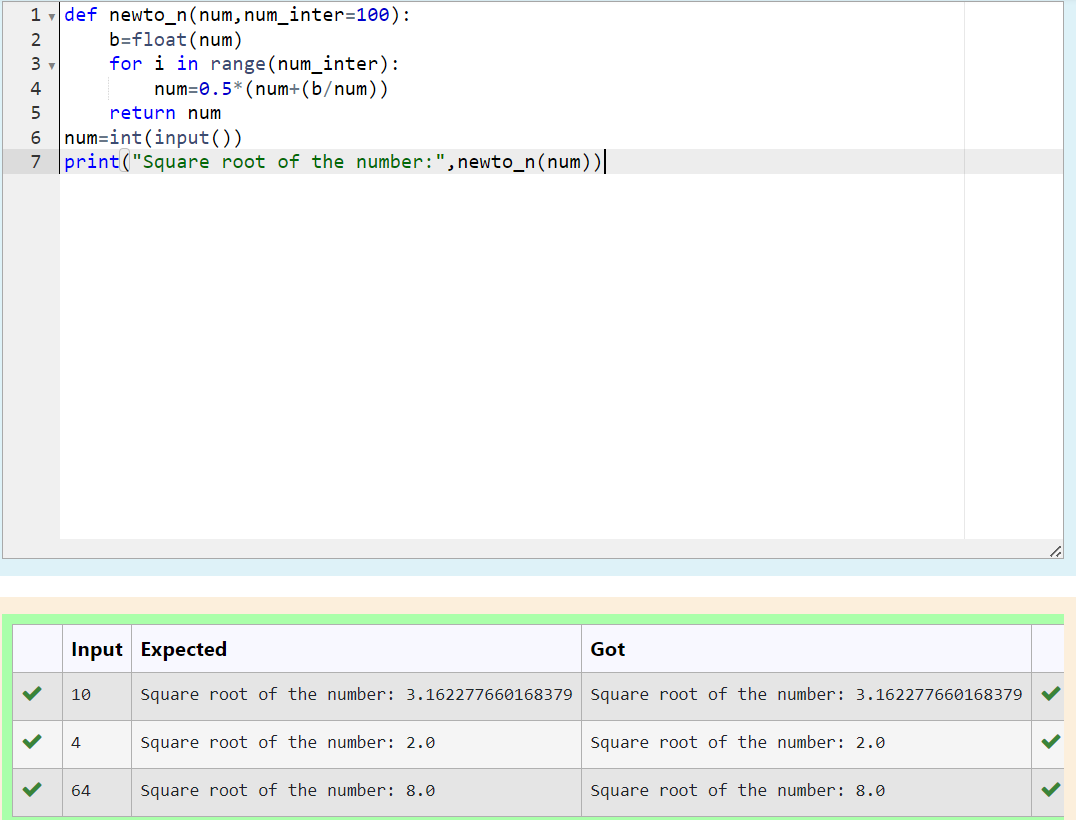 1 def newto_n(num,num_inter=100):
2     b=float(num)
3     for i in range(num_inter):
4         num=0.5*(num+(b/num))
5     return num
6 num=int(input())
7 print("Square root of the number:",newto_n(num))
Input Expected Got
10 Square root of the number: 3.162277660168379 Square root of the number: 3.162277660168379
4 Square root of the number: 2.0 Square root of the number: 2.0
64 Square root of the number: 8.0 Square root of the number: 8.0